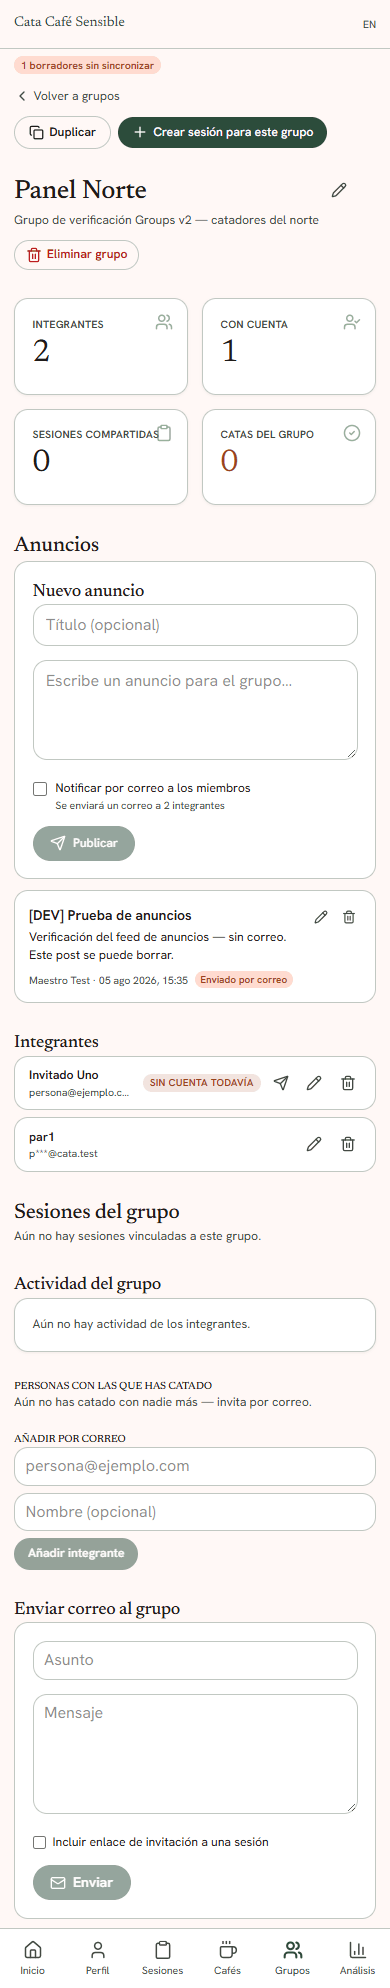 Cata Café Sensible
EN
1 borradores sin sincronizar
Volver a grupos
Duplicar
Crear sesión para este grupo
Panel Norte
Grupo de verificación Groups v2 — catadores del norte
Eliminar grupo
INTEGRANTES
2
CON CUENTA
1
SESIONES COMPARTIDAS
0
CATAS DEL GRUPO
0
Anuncios
Nuevo anuncio
Título (opcional)
Escribe un anuncio para el grupo...
Notificar por correo a los miembros
Se enviará un correo a 2 integrantes
Publicar
[DEV] Prueba de anuncios
Verificación del feed de anuncios — sin correo.
Este post se puede borrar.
Maestro Test · 05 ago 2026, 15:35
Enviado por correo
Integrantes
Invitado Uno
persona@ejemplo.c...
SIN CUENTA TODAVÍA
par1
p***@cata.test
Sesiones del grupo
Aún no hay sesiones vinculadas a este grupo.
Actividad del grupo
Aún no hay actividad de los integrantes.
PERSONAS CON LAS QUE HAS CATADO
Aún no has catado con nadie más — invita por correo.
AÑADIR POR CORREO
persona@ejemplo.com
Nombre (opcional)
Añadir integrante
Enviar correo al grupo
Asunto
Mensaje
Incluir enlace de invitación a una sesión
Enviar
Inicio
Perfil
Sesiones
Cafés
Grupos
Análisis